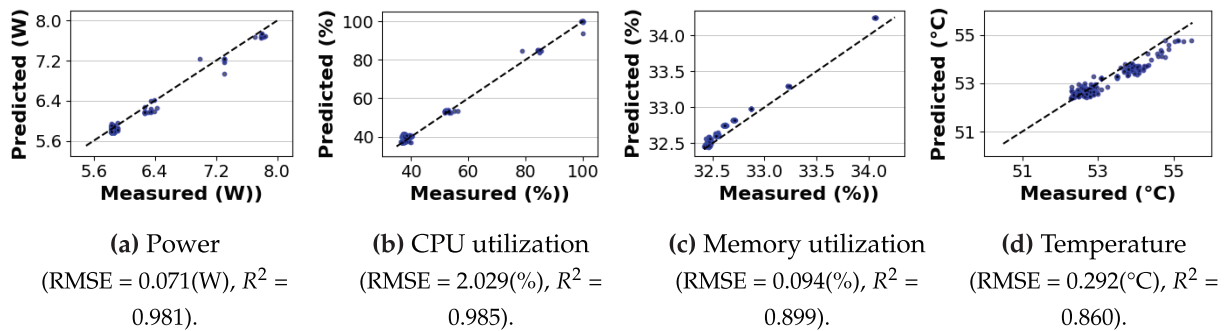 Predicted (W)
8.0
7.2
6.4
5.6
5.6 6.4 7.2 8.0
Measured (W))
(a) Power
(RMSE = 0.071(W), R² =
0.981).
Predicted (%)
100
80
60
40
40 60 80 100
Measured (%))
(b) CPU utilization
(RMSE = 2.029(%), R² =
0.985).
Predicted (%)
34.0
33.5
33.0
32.5
32.5 33.0 33.5 34.0
Measured (%))
(c) Memory utilization
(RMSE = 0.094(%), R² =
0.899).
Predicted (°C)
55
53
51
51 53 55
Measured (°C)
(d) Temperature
(RMSE = 0.292(°C), R² =
0.860).